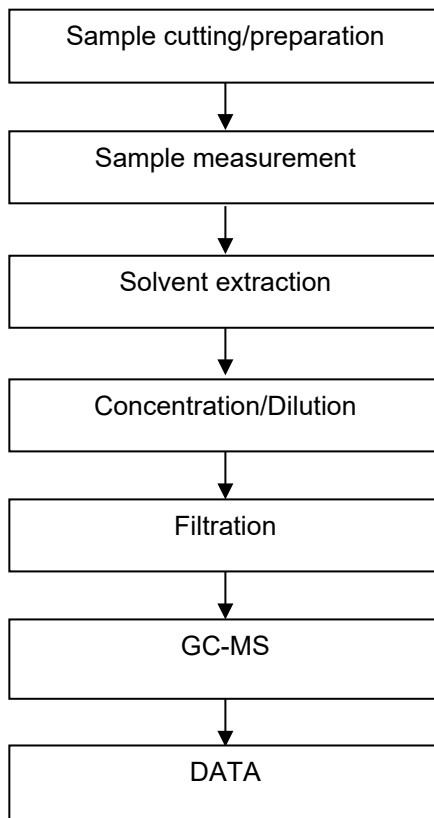 Sample cutting/preparation
Sample measurement
Solvent extraction
Concentration/Dilution
Filtration
GC-MS
DATA